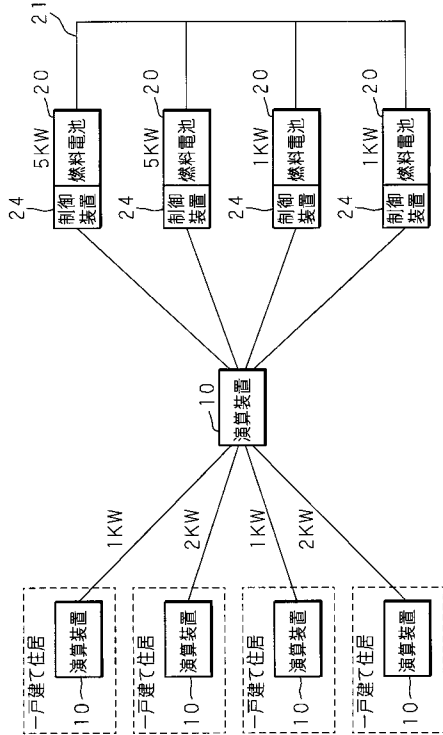 一戸建て住居
演算装置
10
一戸建て住居
演算装置
10
一戸建て住居
演算装置
10
一戸建て住居
演算装置
10
1KW
2KW
1KW
2KW
10
演算装置
24
制御
装置
燃料電池
5KW
20
21
24
制御
装置
燃料電池
5KW
20
24
制御
装置
燃料電池
1KW
20
24
制御
装置
燃料電池
1KW
20